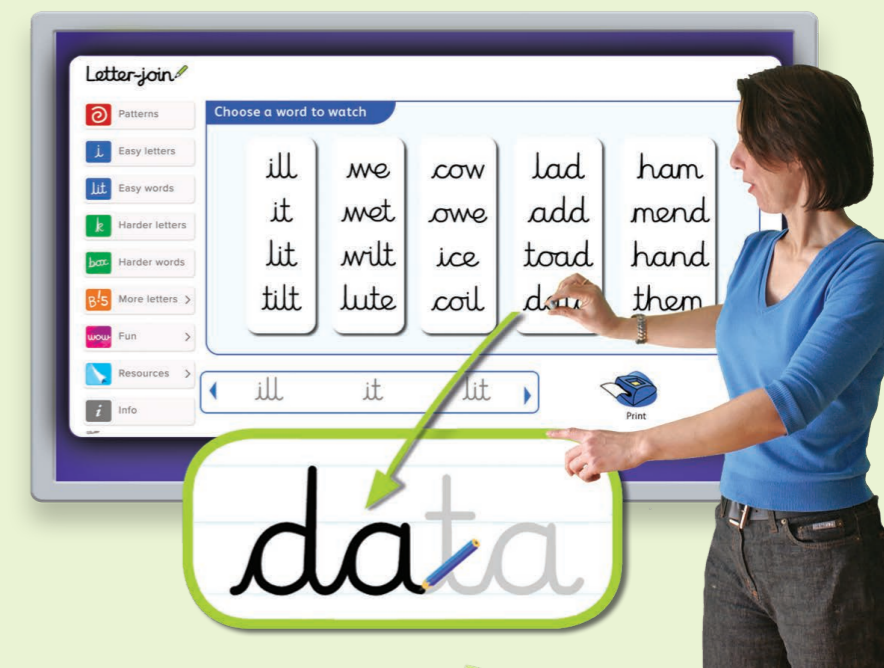 Letter-join
Patterns
Easy letters
Easy words
Harder letters
Harder words
More letters >
Fun >
Resources >
Info
Choose a word to watch
ill me cow lad ham
it met owe add mend
lit wilt ice toad hand
tilt lute coil them
ill it lit
Print
data